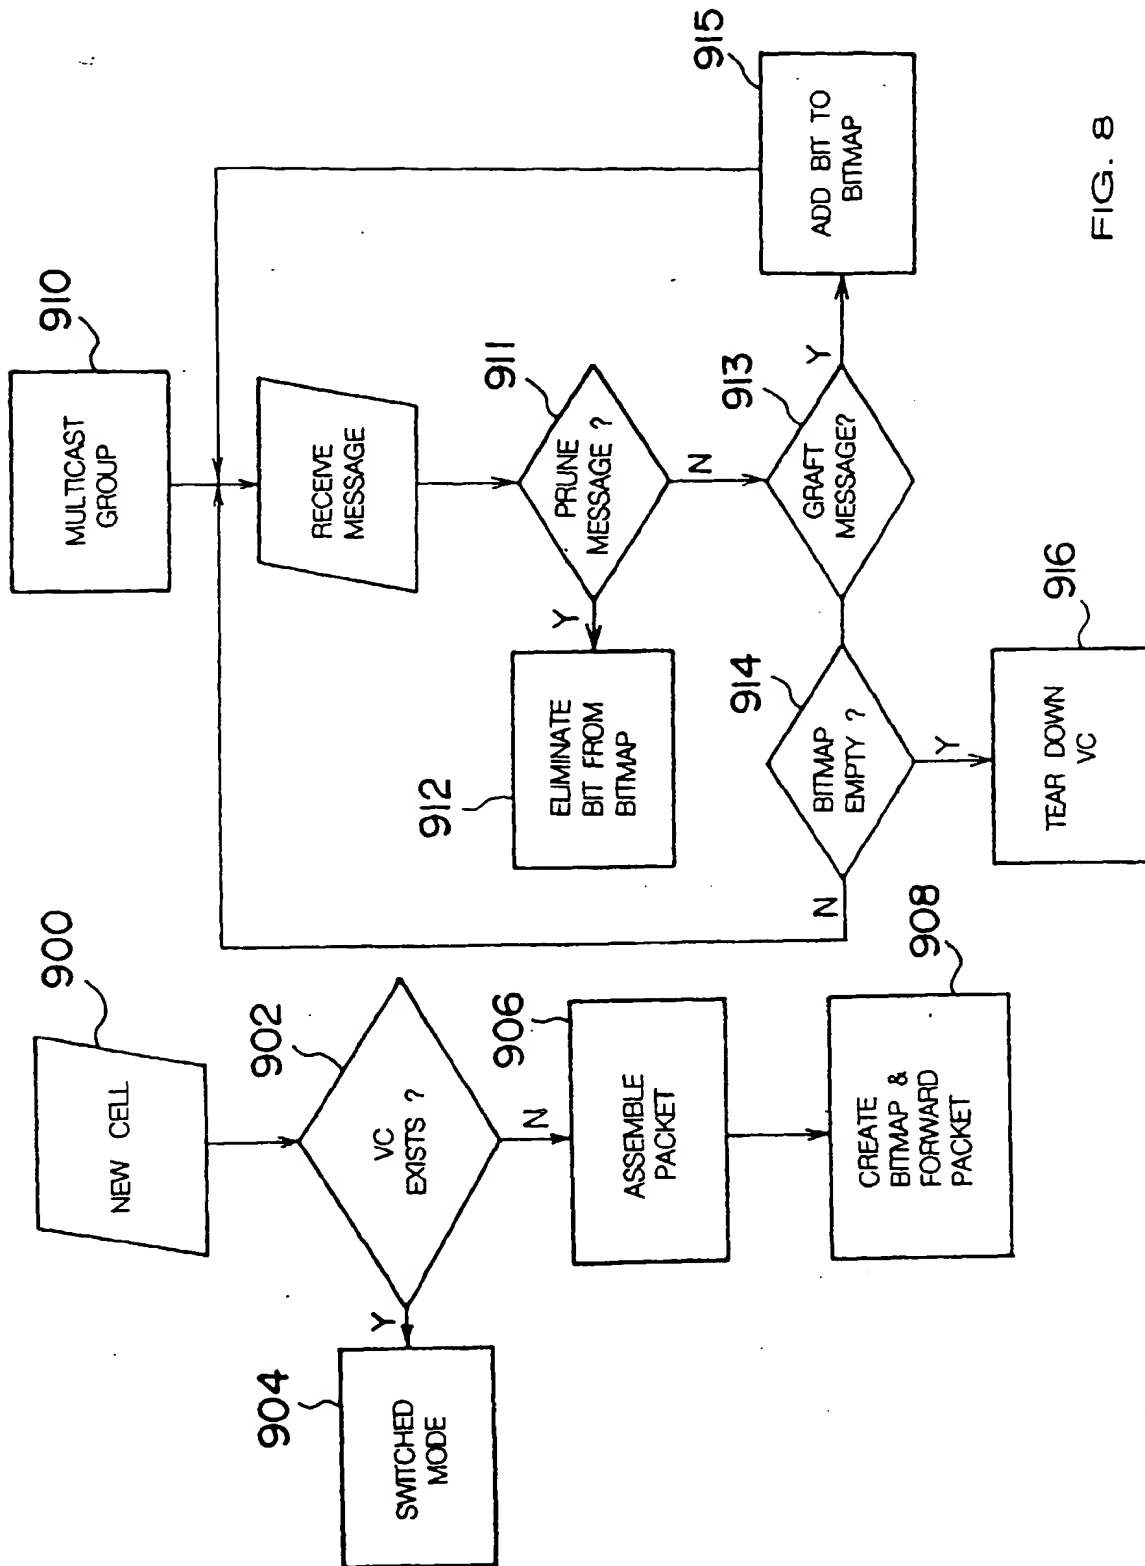 900
NEW CELL
902
VC
EXISTS ?
Y
N
904
SWITCHED
MODE
906
ASSEMBLE
PACKET
908
CREATE
BITMAP &
FORWARD
PACKET
910
MULTICAST
GROUP
RECEIVE
MESSAGE
911
PRUNE
MESSAGE ?
Y
N
912
ELIMINATE
BIT FROM
BITMAP
913
GRAFT
MESSAGE?
Y
914
BITMAP
EMPTY ?
N
Y
915
ADD BIT TO
BITMAP
916
TEAR DOWN
VC
FIG. 8